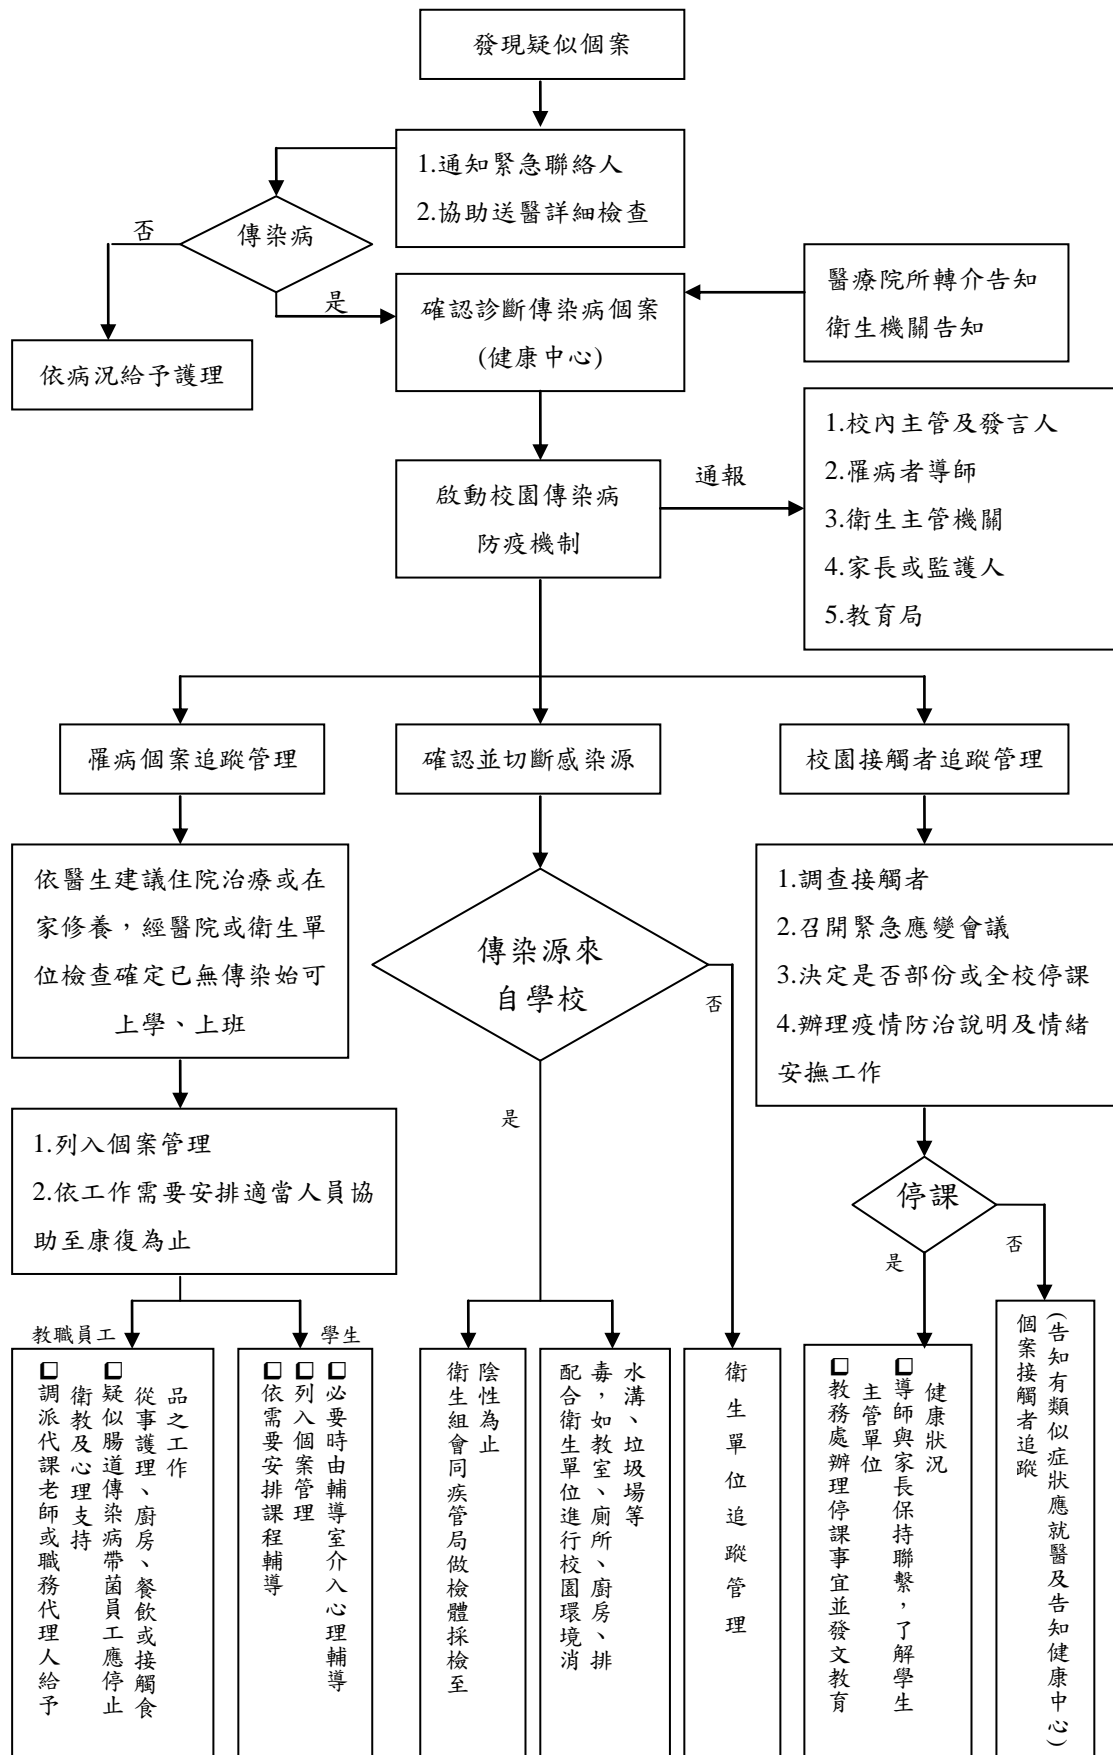 發現疑似個案
1.通知緊急聯絡人
2.協助送醫詳細檢查
傳染病
否
是
確認診斷傳染病個案
(健康中心)
醫療院所轉介告知
衛生機關告知
依病況給予護理
啟動校園傳染病
防疫機制
通報
1.校內主管及發言人
2.罹病者導師
3.衛生主管機關
4.家長或監護人
5.教育局
罹病個案追蹤管理
確認並切斷感染源
校園接觸者追蹤管理
依醫生建議住院治療或在
家修養，經醫院或衛生單
位檢查確定已無傳染始可
上學、上班
傳染源來
自學校
否
是
1.調查接觸者
2.召開緊急應變會議
3.決定是否部份或全校停課
4.辦理疫情防治說明及情緒
安撫工作
1.列入個案管理
2.依工作需要安排適當人員協
助至康復為止
停課
是
否
教職員工
學生
❑調派代課老師或職務代理人給予
衛教及心理支持
❑疑似腸道傳染病帶菌員工應停止
從事護理、廚房、餐飲或接觸食
品之工作
❑依需要安排課程輔導
❑列入個案管理
❑必要時由輔導室介入心理輔導
衛生組會同疾管局做檢體採檢至
陰性為止
配合衛生單位進行校園環境消
毒，如教室、廁所、廚房、排
水溝、垃圾場等
衛生單位追蹤管理
❑教務處辦理停課事宜並發文教育
主管單位
❑導師與家長保持聯繫，了解學生
健康狀況
個案接觸者追蹤
(告知有類似症狀應就醫及告知健康中心)